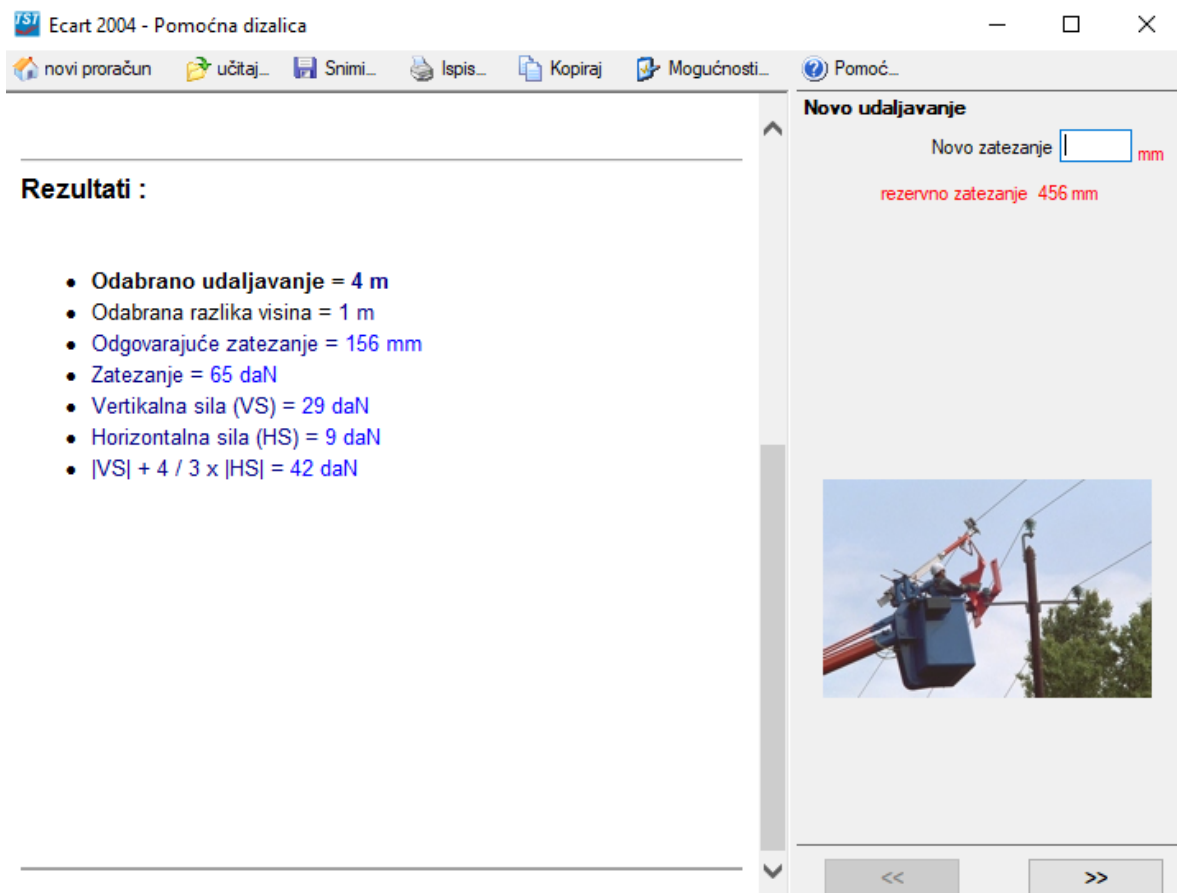 TST Ecart 2004 - Pomoćna dizalica
novi proračun učitaj... Snimi... Ispis... Kopiraj Mogućnosti... Pomoć...
Novo udaljavanje
Novo zatezanje mm
rezervno zatezanje 456 mm
Rezultati :
Odabrano udaljavanje = 4 m
Odabrana razlika visina = 1 m
Odgovarajuće zatezanje = 156 mm
Zatezanje = 65 daN
Vertikalna sila (VS) = 29 daN
Horizontalna sila (HS) = 9 daN
|VS| + 4 / 3 x |HS| = 42 daN
<< >>